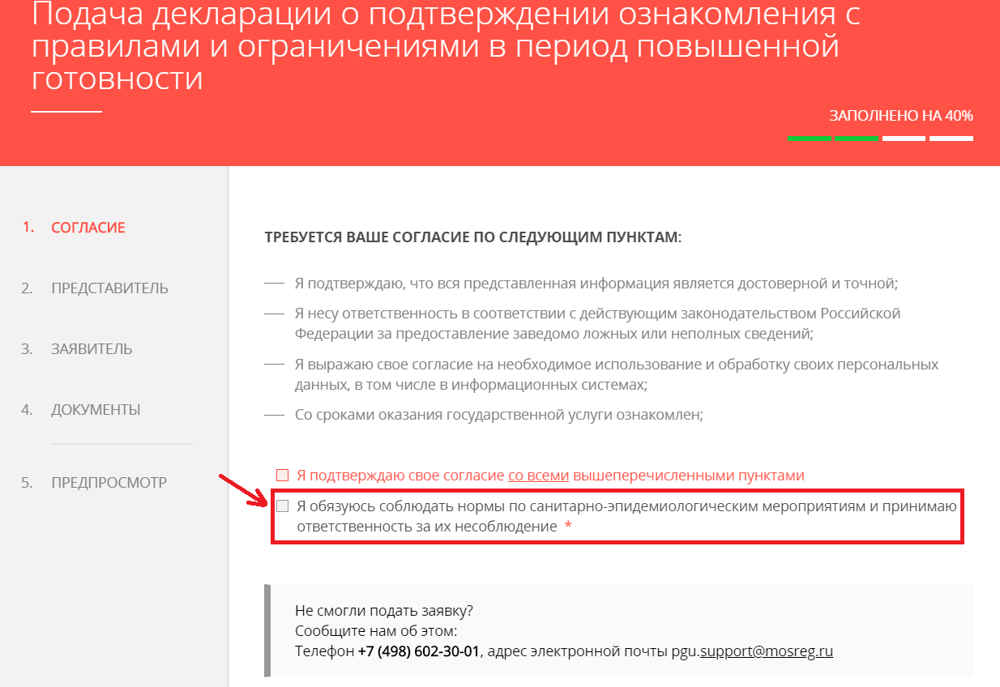 Подача декларации о подтверждении ознакомления с
правилами и ограничениями в период повышенной
готовности
ЗАПОЛНЕНО НА 40%
1. СОГЛАСИЕ
2. ПРЕДСТАВИТЕЛЬ
3. ЗАЯВИТЕЛЬ
4. ДОКУМЕНТЫ
5. ПРЕДПРОСМОТР
ТРЕБУЕТСЯ ВАШЕ СОГЛАСИЕ ПО СЛЕДУЮЩИМ ПУНКТАМ:
Я подтверждаю, что вся представленная информация является достоверной и точной;
Я несу ответственность в соответствии с действующим законодательством Российской
Федерации за предоставление заведомо ложных или неполных сведений;
Я выражаю свое согласие на необходимое использование и обработку своих персональных
данных, в том числе в информационных системах;
Со сроками оказания государственной услуги ознакомлен;
Я подтверждаю свое согласие со всеми вышеперечисленными пунктами
Я обязуюсь соблюдать нормы по санитарно-эпидемиологическим мероприятиям и принимаю
ответственность за их несоблюдение *
Не смогли подать заявку?
Сообщите нам об этом:
Телефон +7 (498) 602-30-01, адрес электронной почты pgu.support@mosreg.ru